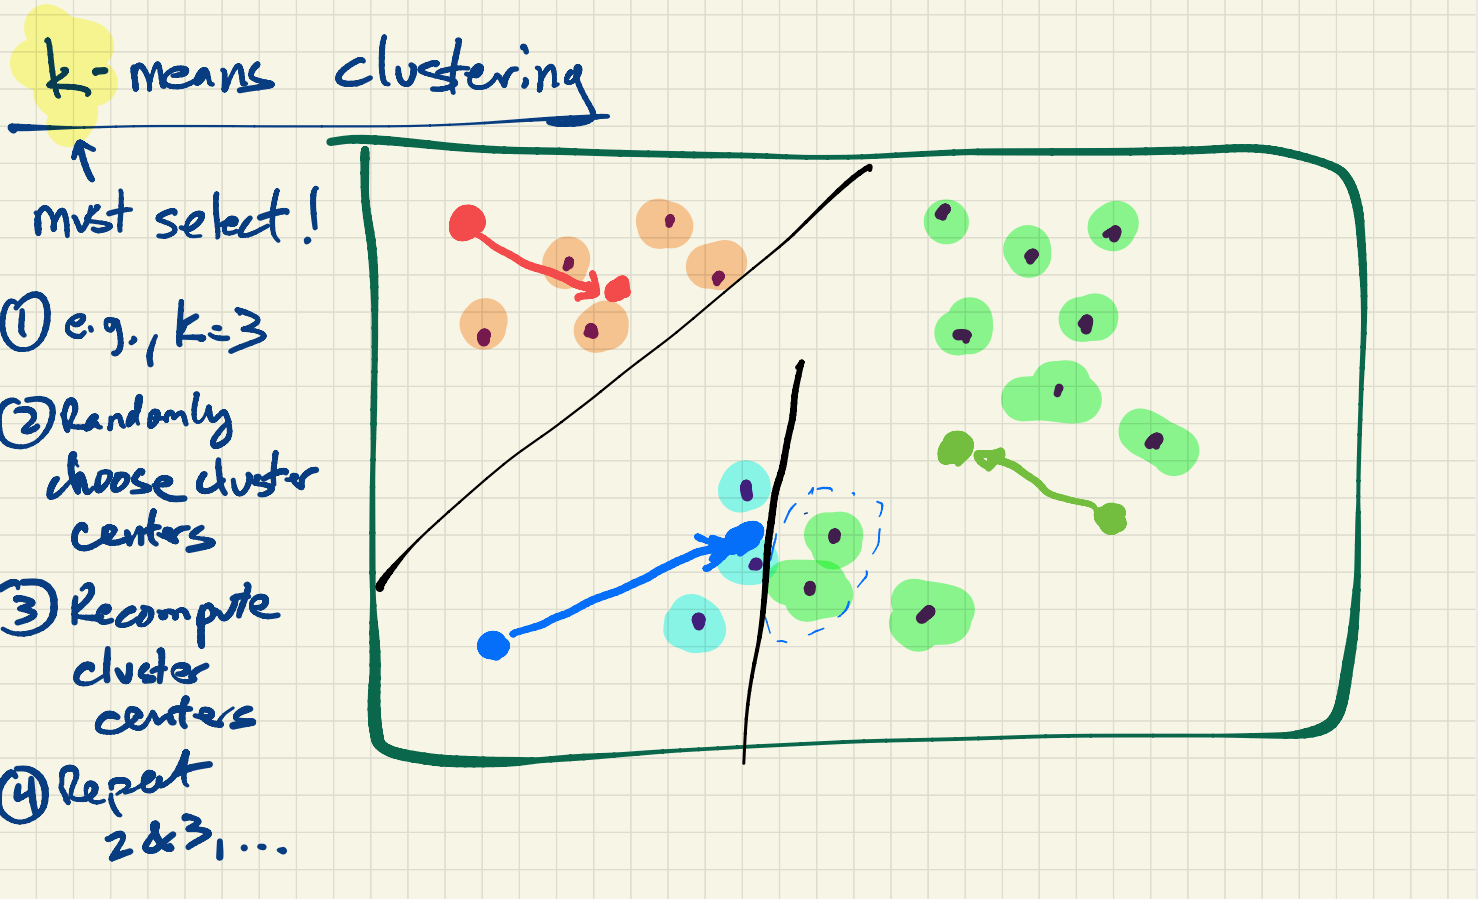 k-means clustering
must select!
① e.g., k=3
② Randomly
choose cluster
centers
③ Recompute
cluster
centers
④ Repeat
2 & 3, ...